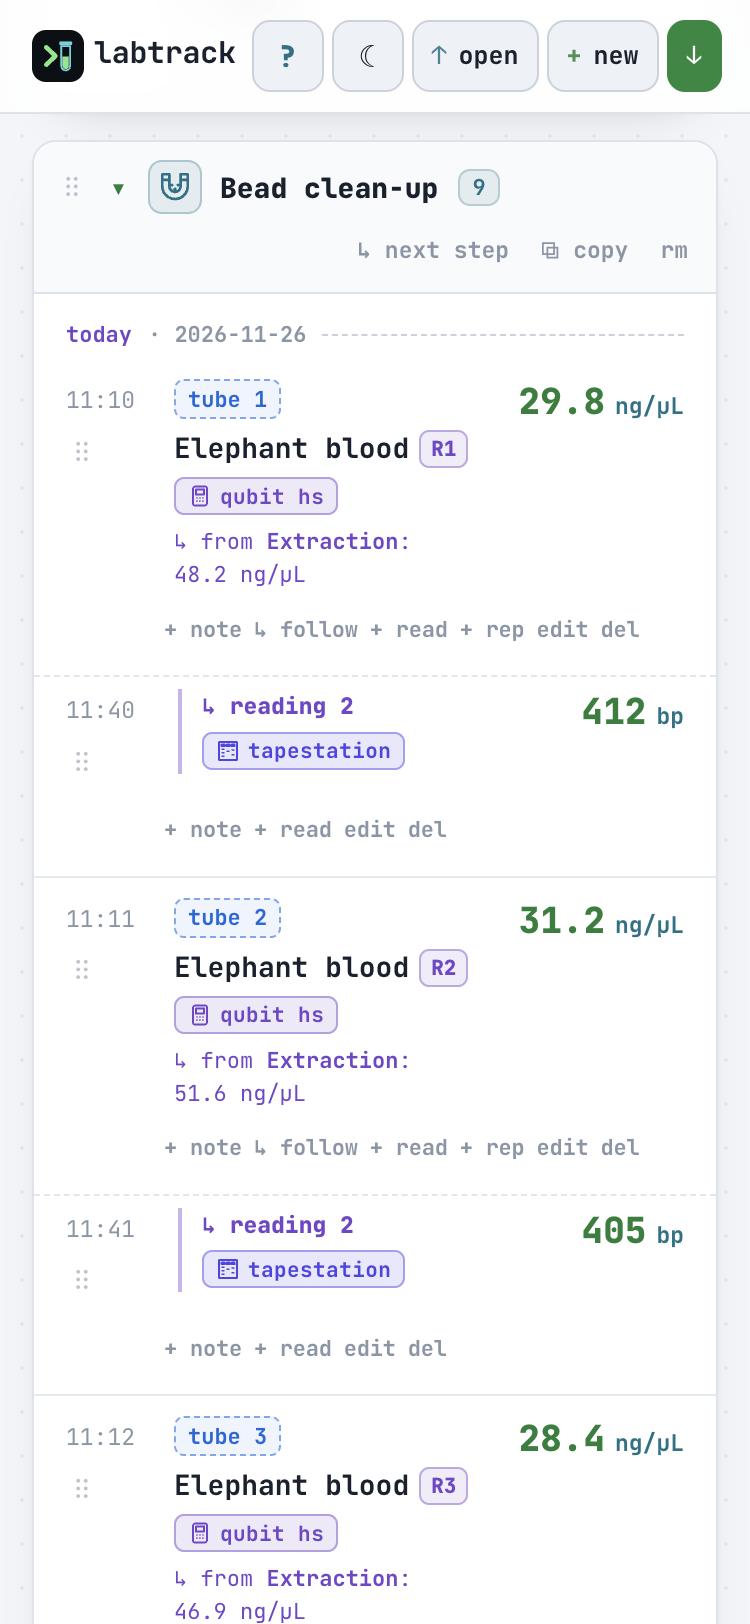 labtrack ? ☾ ↑ open + new ↓
▾ Bead clean-up 9
↳ next step copy rm
today · 2026-11-26
11:10 tube 1 29.8 ng/µL
Elephant blood R1
qubit hs
↳ from Extraction:
48.2 ng/µL
+ note ↳ follow + read + rep edit del
11:40 ↳ reading 2 412 bp
tapestation
+ note + read edit del
11:11 tube 2 31.2 ng/µL
Elephant blood R2
qubit hs
↳ from Extraction:
51.6 ng/µL
+ note ↳ follow + read + rep edit del
11:41 ↳ reading 2 405 bp
tapestation
+ note + read edit del
11:12 tube 3 28.4 ng/µL
Elephant blood R3
qubit hs
↳ from Extraction:
46.9 ng/µL